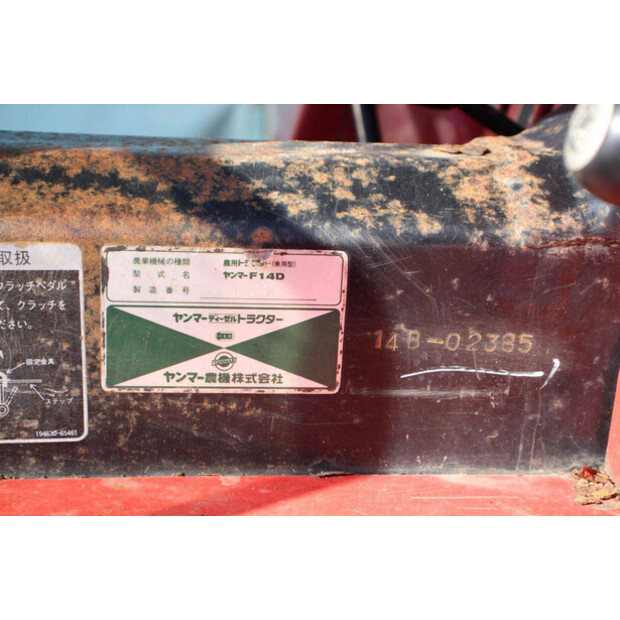 取扱
クラッチペダル
て、クラッチを
ださい。
固定金具
ステップ
194630-65461
農業機械の種類 農用トラクター(乗用型)
型式名 ヤンマーF14D
製造番号
ヤンマーディーゼルトラクター
ヤンマー農機株式会社
14B-02385